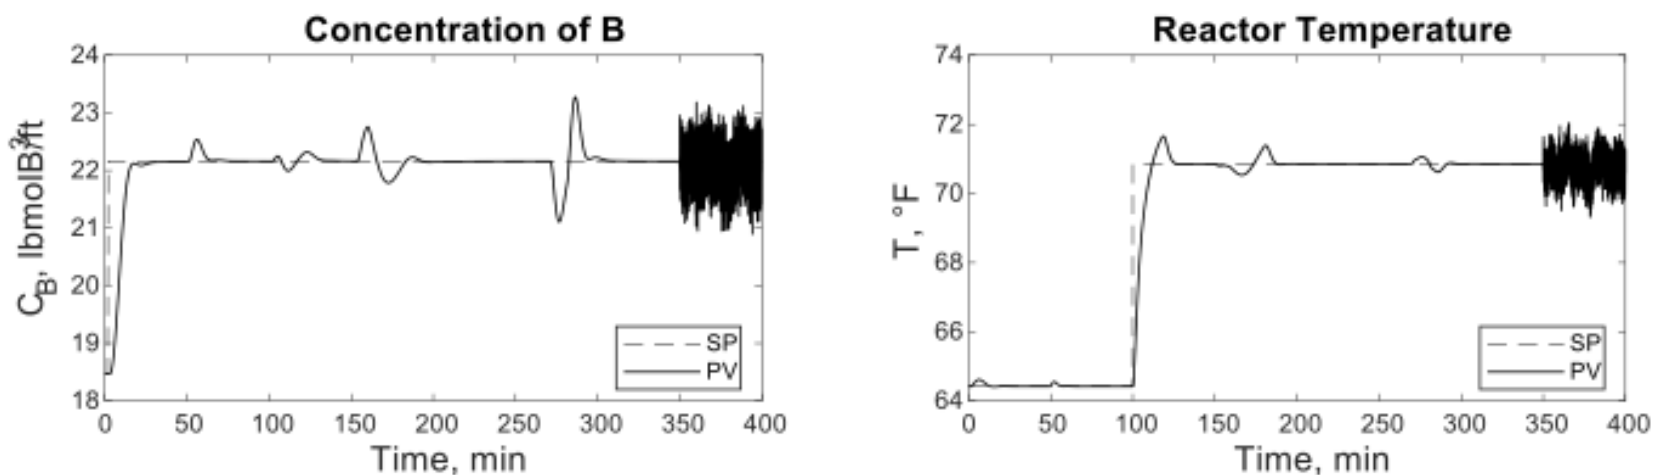 Concentration of B
24
23
22
21
20
19
18
C_B, lbmolB/ft³
0 50 100 150 200 250 300 350 400
Time, min
SP
PV
Reactor Temperature
74
72
70
68
66
64
T, °F
0 50 100 150 200 250 300 350 400
Time, min
SP
PV